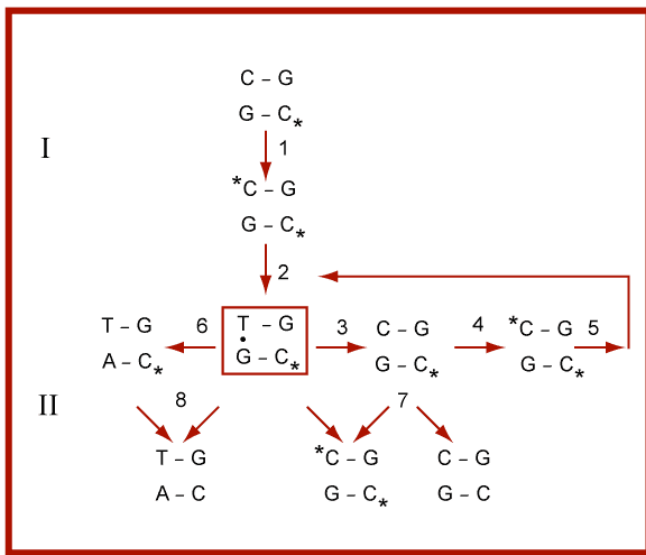 C – G
G – C*
I
1
*C – G
G – C*
2
T – G 6 T – G 3 C – G 4 *C – G 5
A – C* • G – C* G – C* G – C*
II
8 7
T – G *C – G C – G
A – C G – C* G – C